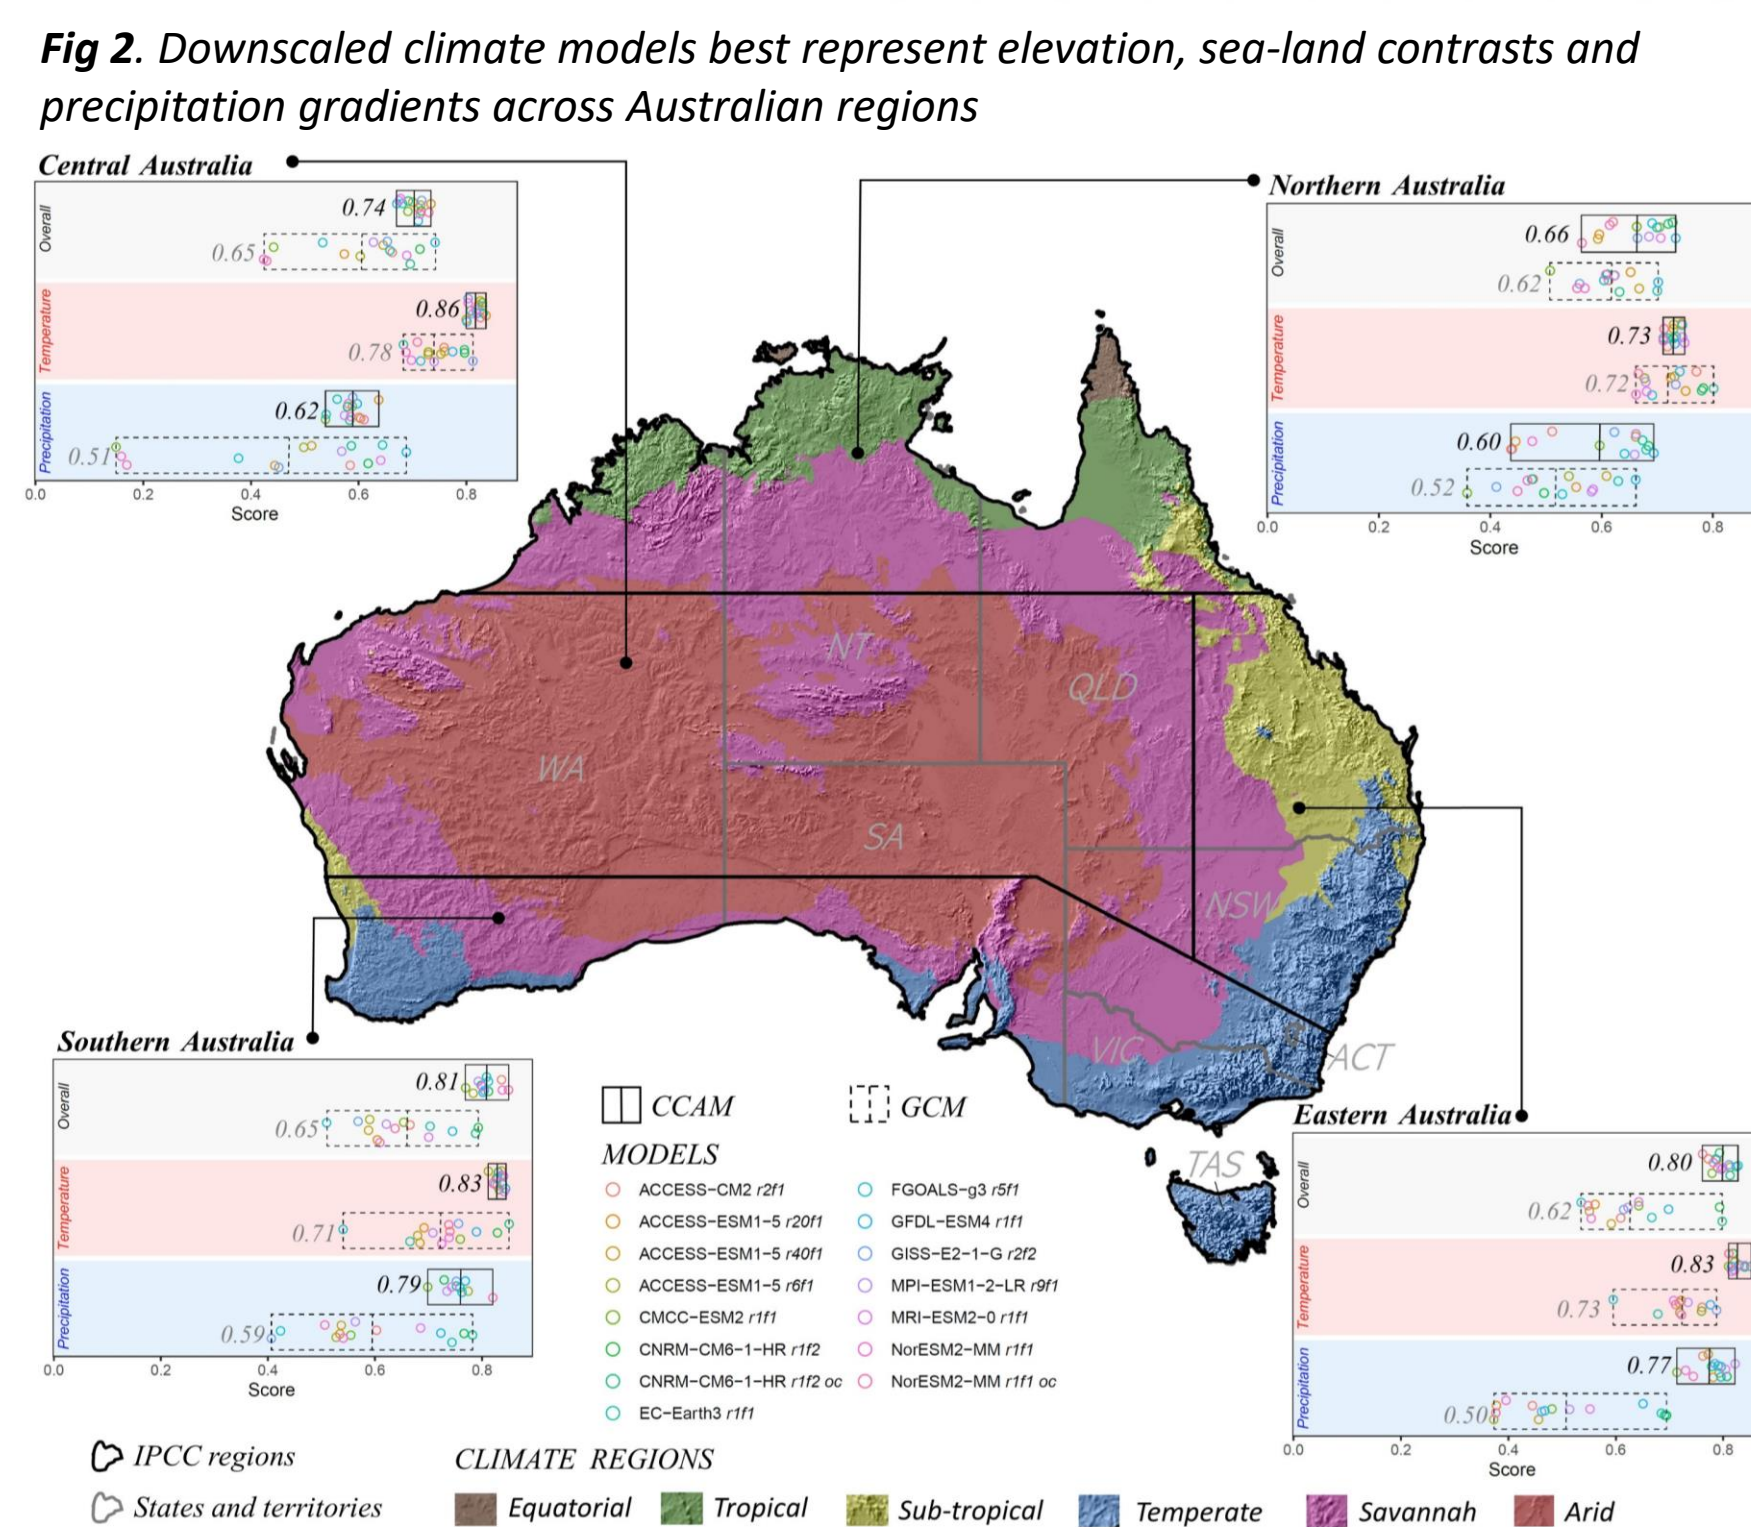 Fig 2. Downscaled climate models best represent elevation, sea-land contrasts and
precipitation gradients across Australian regions
Central Australia
Overall
0.74
0.65
Temperature
0.86
0.78
Precipitation
0.62
0.51
0.0 0.2 0.4 0.6 0.8
Score
Northern Australia
Overall
0.66
0.62
Temperature
0.73
0.72
Precipitation
0.60
0.52
0.0 0.2 0.4 0.6 0.8
Score
NT
QLD
WA
SA
NSW
VIC
ACT
TAS
Southern Australia
Overall
0.81
0.65
Temperature
0.83
0.71
Precipitation
0.79
0.59
0.0 0.2 0.4 0.6 0.8
Score
Eastern Australia
Overall
0.80
0.62
Temperature
0.83
0.73
Precipitation
0.77
0.50
0.0 0.2 0.4 0.6 0.8
Score
CCAM GCM
MODELS
ACCESS-CM2 r2f1
ACCESS-ESM1-5 r20f1
ACCESS-ESM1-5 r40f1
ACCESS-ESM1-5 r6f1
CMCC-ESM2 r1f1
CNRM-CM6-1-HR r1f2
CNRM-CM6-1-HR r1f2 oc
EC-Earth3 r1f1
FGOALS-g3 r5f1
GFDL-ESM4 r1f1
GISS-E2-1-G r2f2
MPI-ESM1-2-LR r9f1
MRI-ESM2-0 r1f1
NorESM2-MM r1f1
NorESM2-MM r1f1 oc
IPCC regions
States and territories
CLIMATE REGIONS
Equatorial Tropical Sub-tropical Temperate Savannah Arid